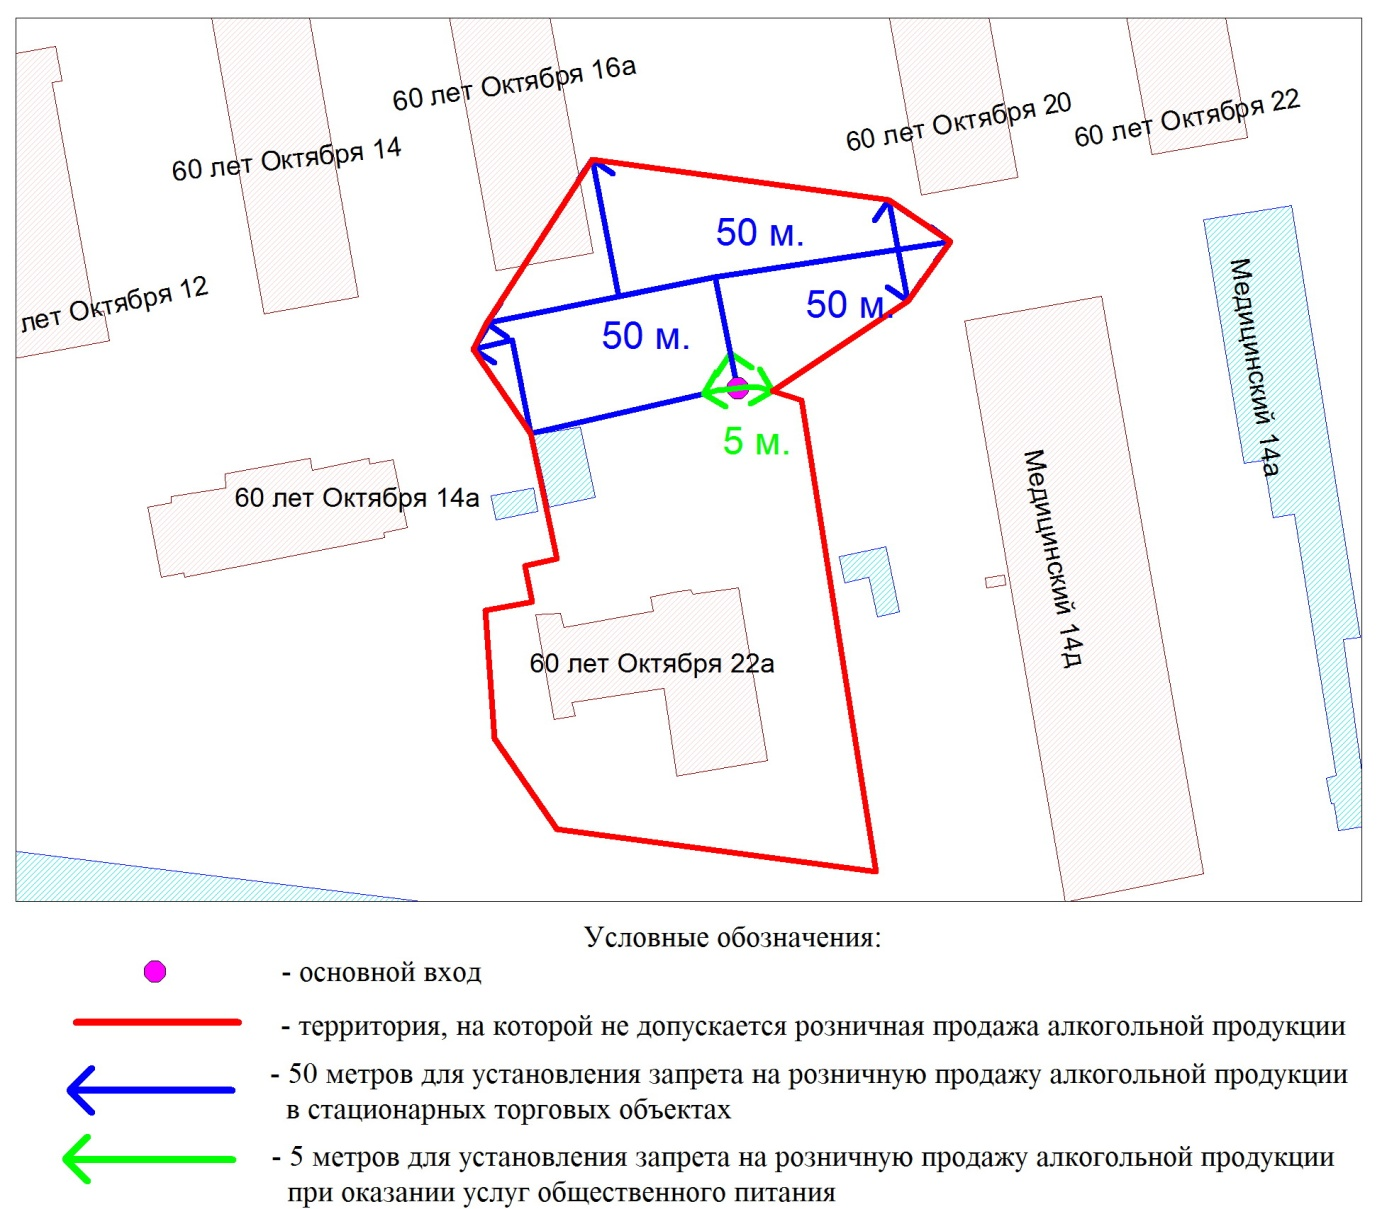 60 лет Октября 16а
60 лет Октября 14
60 лет Октября 20
60 лет Октября 22
лет Октября 12
50 м.
50 м.
50 м.
5 м.
Медицинский 14а
60 лет Октября 14а
Медицинский 14д
60 лет Октября 22а
Условные обозначения:
- основной вход
- территория, на которой не допускается розничная продажа алкогольной продукции
- 50 метров для установления запрета на розничную продажу алкогольной продукции
в стационарных торговых объектах
- 5 метров для установления запрета на розничную продажу алкогольной продукции
при оказании услуг общественного питания